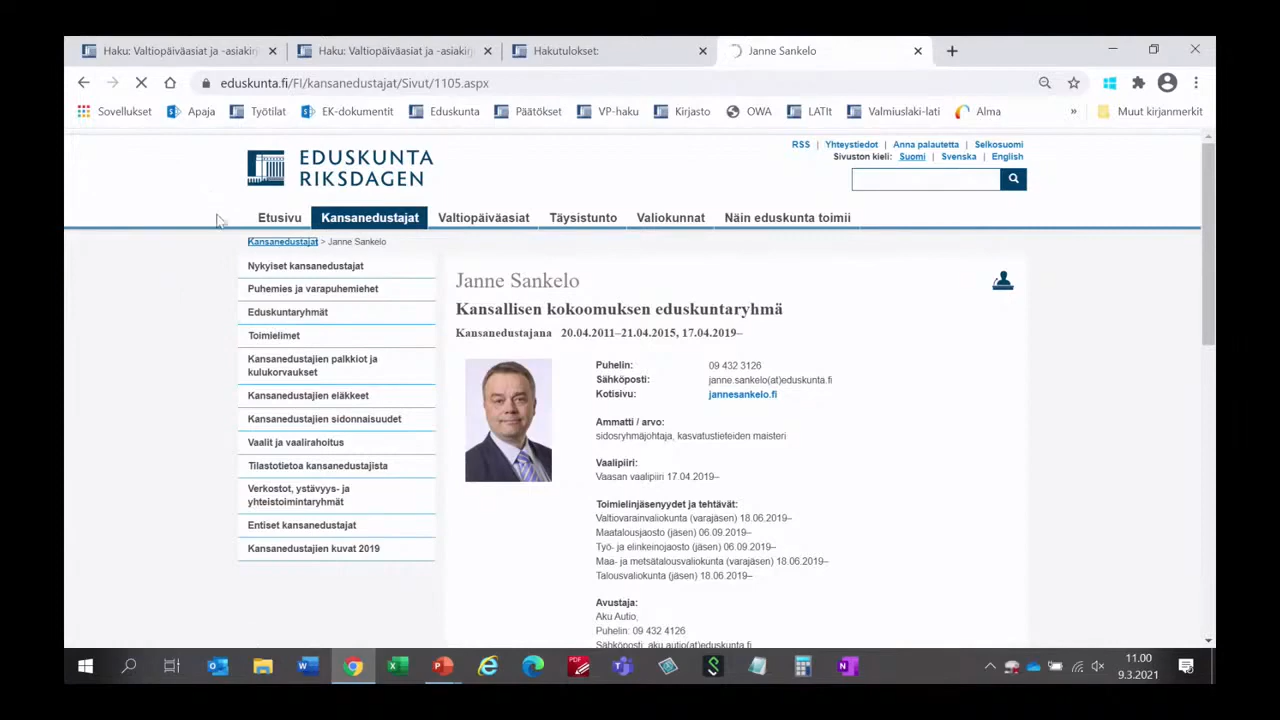 Haku: Valtiopäiväasiat ja -asiakirj
Haku: Valtiopäiväasiat ja -asiakirj
Hakutulokset:
Janne Sankelo
eduskunta.fi/FI/kansanedustajat/Sivut/1105.aspx
Sovellukset
Apaja
Työtilat
EK-dokumentit
Eduskunta
Päätökset
VP-haku
Kirjasto
OWA
LATIt
Valmiuslaki-lati
Alma
»
Muut kirjanmerkit
RSS | Yhteystiedot | Anna palautetta | Selkosuomi
Sivuston kieli: Suomi | Svenska | English
EDUSKUNTA
RIKSDAGEN
Etusivu
Kansanedustajat
Valtiopäiväasiat
Täysistunto
Valiokunnat
Näin eduskunta toimii
Kansanedustajat > Janne Sankelo
Nykyiset kansanedustajat
Puhemies ja varapuhemiehet
Eduskuntaryhmät
Toimielimet
Kansanedustajien palkkiot ja
kulukorvaukset
Kansanedustajien eläkkeet
Kansanedustajien sidonnaisuudet
Vaalit ja vaalirahoitus
Tilastotietoa kansanedustajista
Verkostot, ystävyys- ja
yhteistoimintaryhmät
Entiset kansanedustajat
Kansanedustajien kuvat 2019
Janne Sankelo
Kansallisen kokoomuksen eduskuntaryhmä
Kansanedustajana 20.04.2011–21.04.2015, 17.04.2019–
Puhelin: 09 432 3126
Sähköposti: janne.sankelo(at)eduskunta.fi
Kotisivu: jannesankelo.fi
Ammatti / arvo:
sidosryhmäjohtaja, kasvatustieteiden maisteri
Vaalipiiri:
Vaasan vaalipiiri 17.04.2019–
Toimielinjäsenyydet ja tehtävät:
Valtiovarainvaliokunta (varajäsen) 18.06.2019–
Maatalousjaosto (jäsen) 06.09.2019–
Työ- ja elinkeinojaosto (jäsen) 06.09.2019–
Maa- ja metsätalousvaliokunta (varajäsen) 18.06.2019–
Talousvaliokunta (jäsen) 18.06.2019–
Avustaja:
Aku Autio,
Puhelin: 09 432 4126
Sähköposti: aku.autio(at)eduskunta.fi
PDF
11.00
9.3.2021